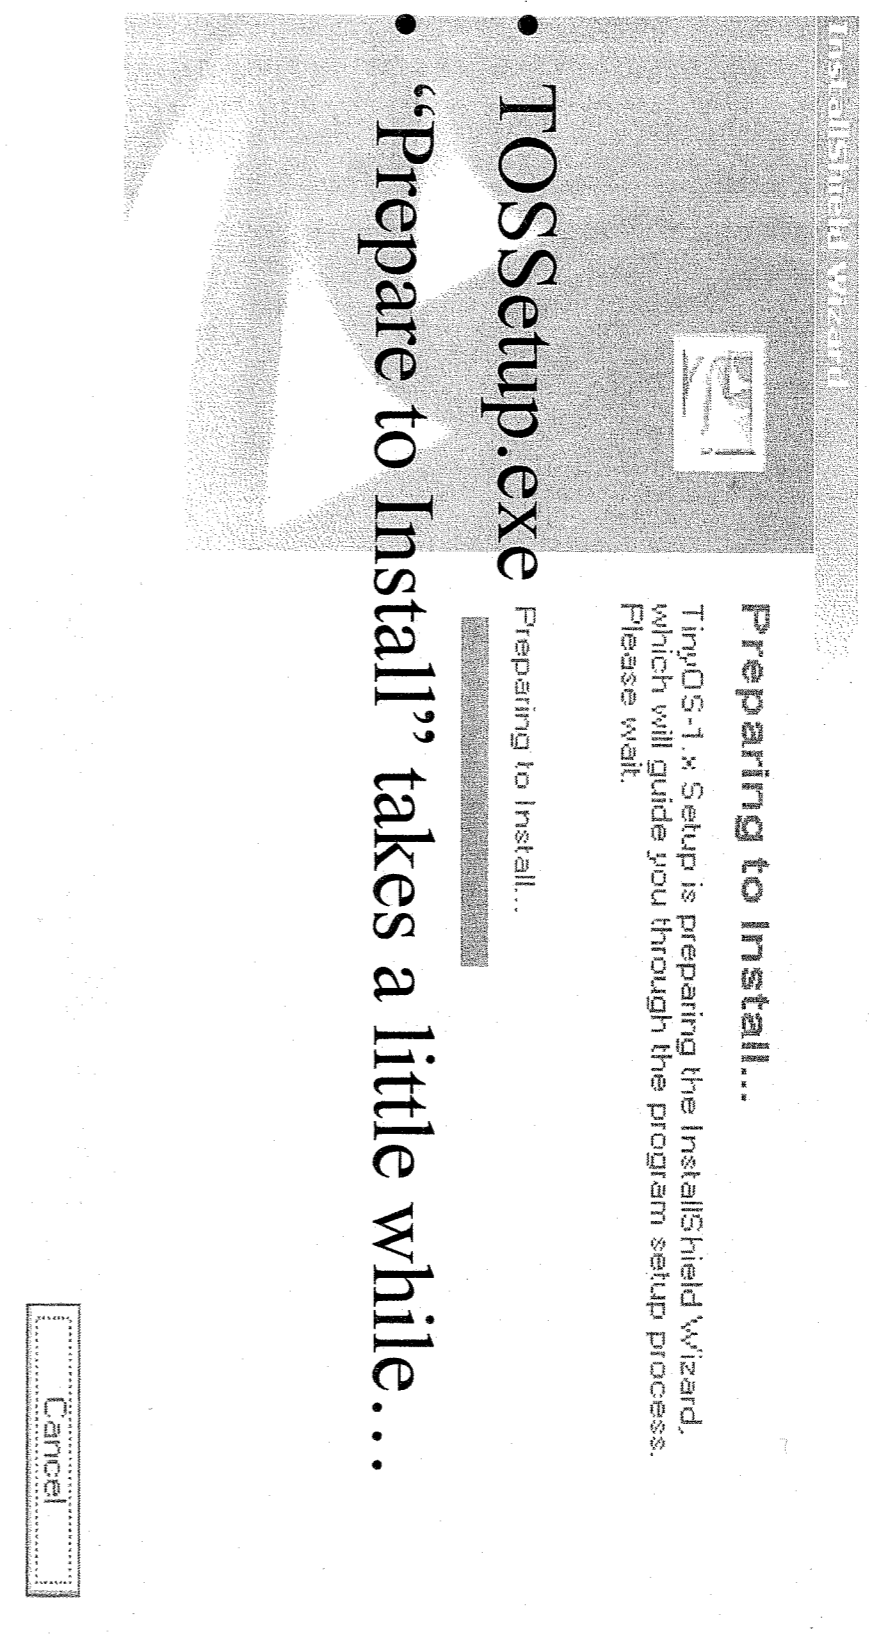 InstallShield Wizard
Preparing to Install...
TinyOS-1.x Setup is preparing the InstallShield Wizard,
which will guide you through the program setup process.
Please wait.
• TOSSetup.exe
Preparing to Install...
• “Prepare to Install” takes a little while…
Cancel